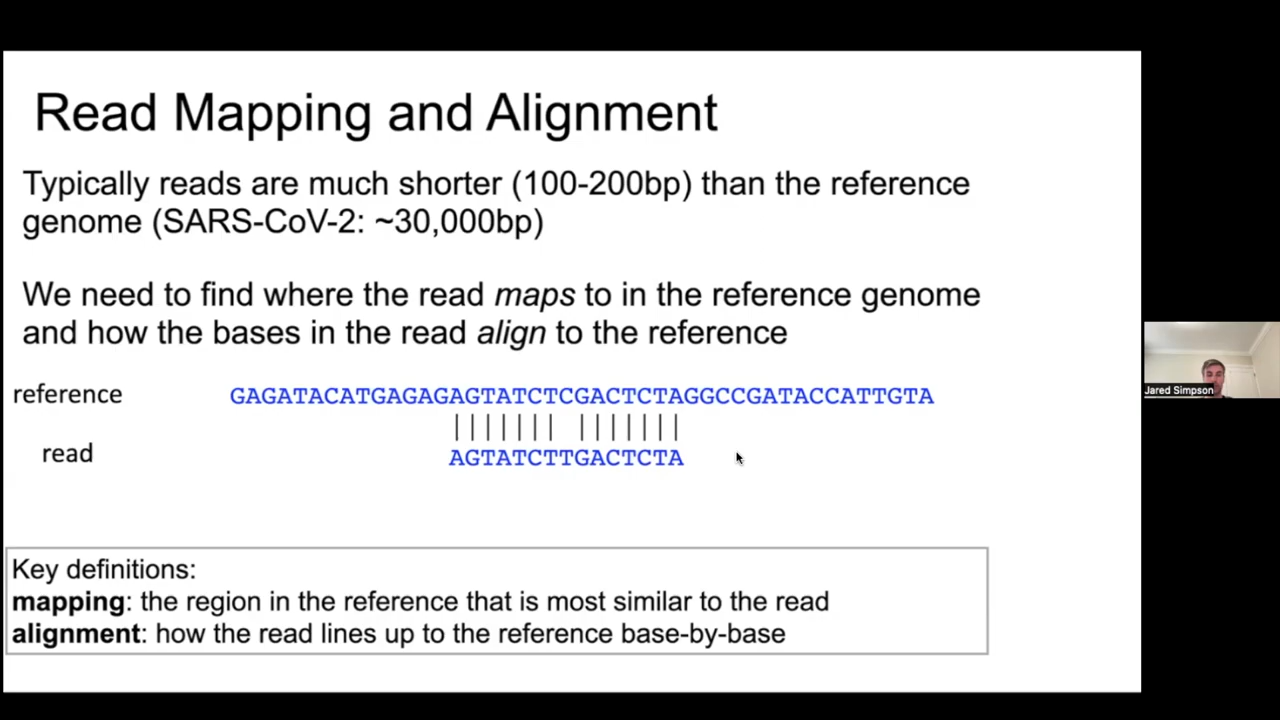 Read Mapping and Alignment
Typically reads are much shorter (100-200bp) than the reference
genome (SARS-CoV-2: ~30,000bp)
We need to find where the read maps to in the reference genome
and how the bases in the read align to the reference
reference GAGATACATGAGAGAGTATCTCGACTCTAGGCCGATACCATTGTA
||||||| |||||||
read AGTATCTTGACTCTA
Key definitions:
mapping: the region in the reference that is most similar to the read
alignment: how the read lines up to the reference base-by-base
Jared Simpson